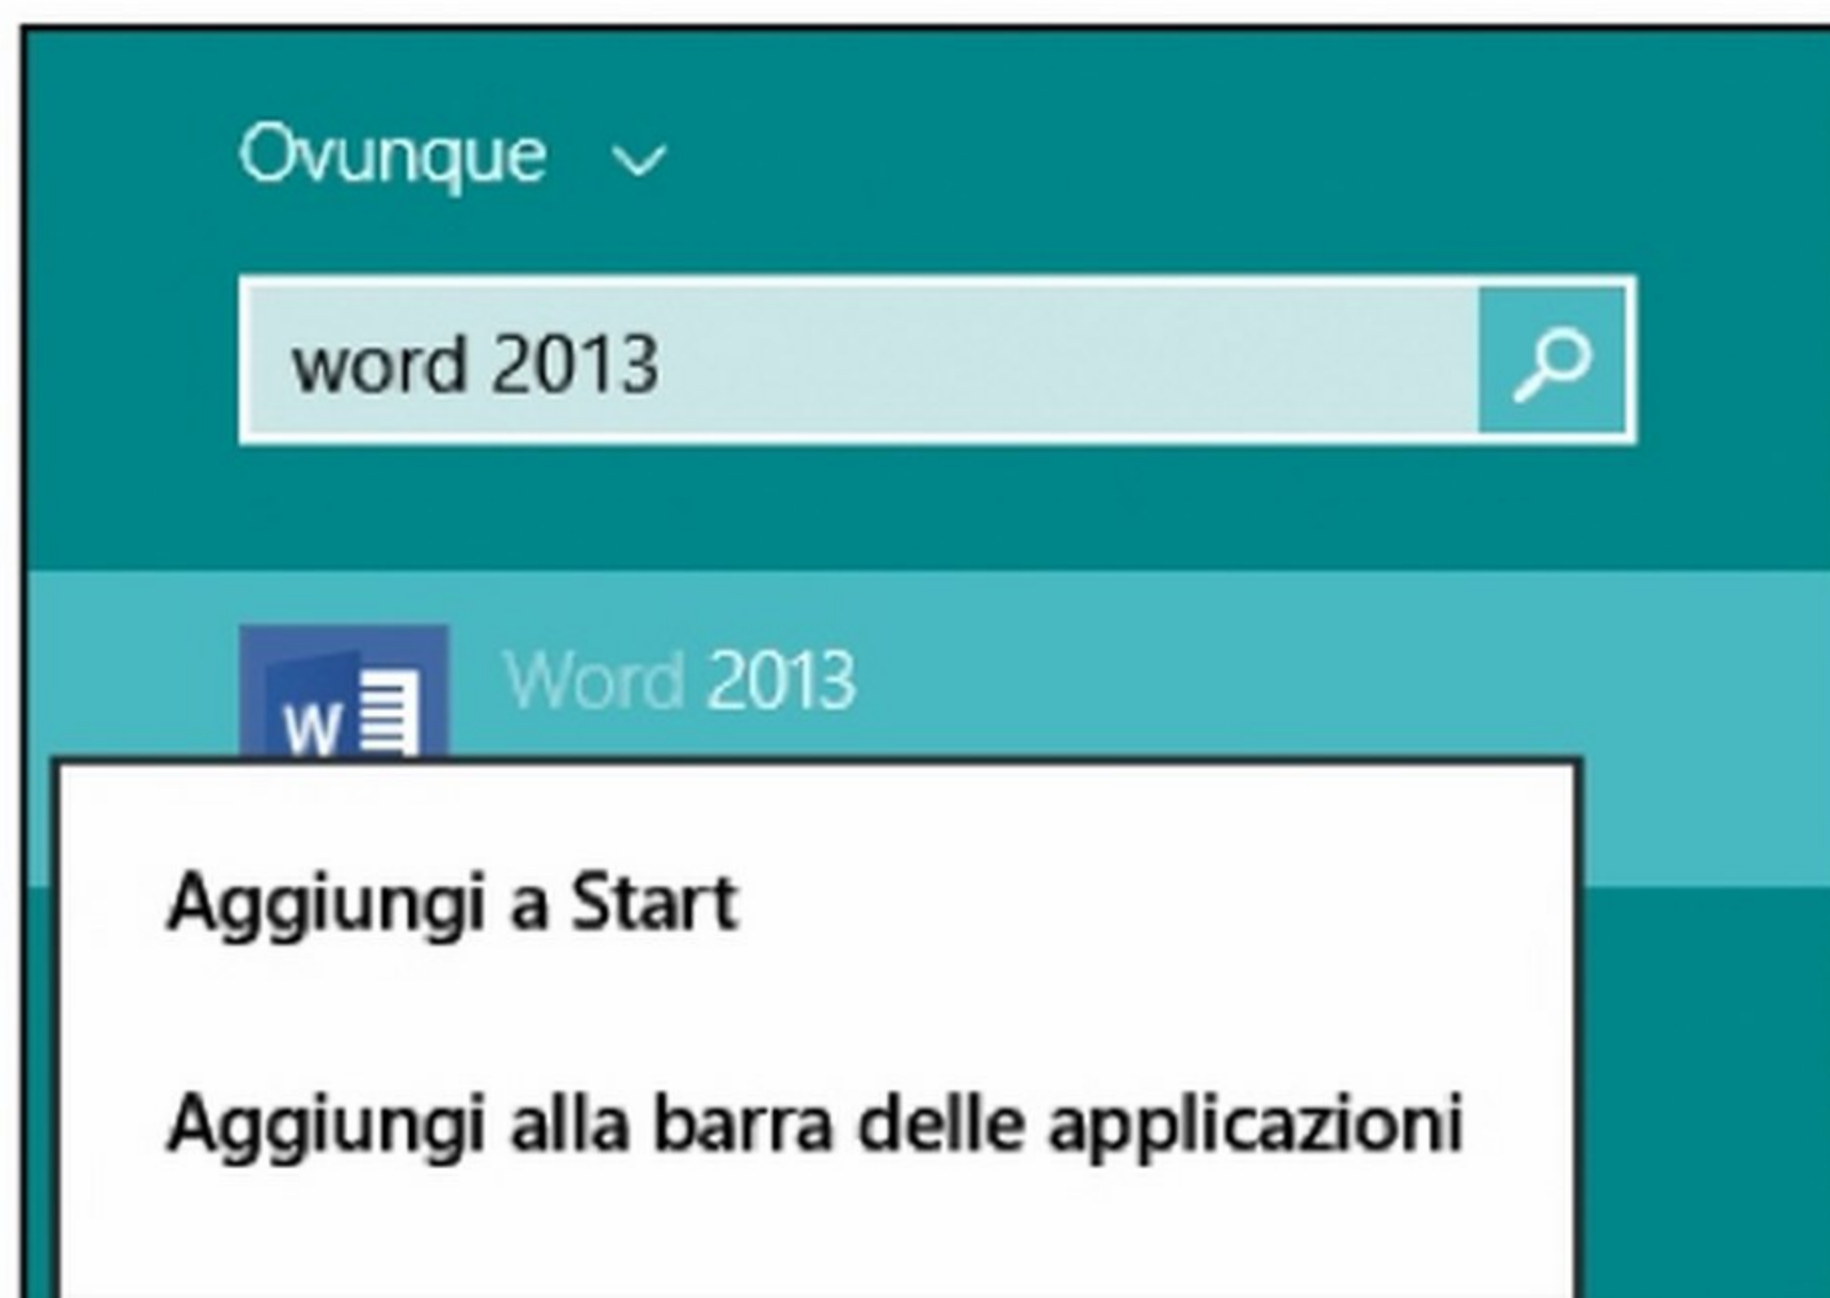 Ovunque
word 2013
Word 2013
W
Aggiungi a Start
Aggiungi alla barra delle applicazioni